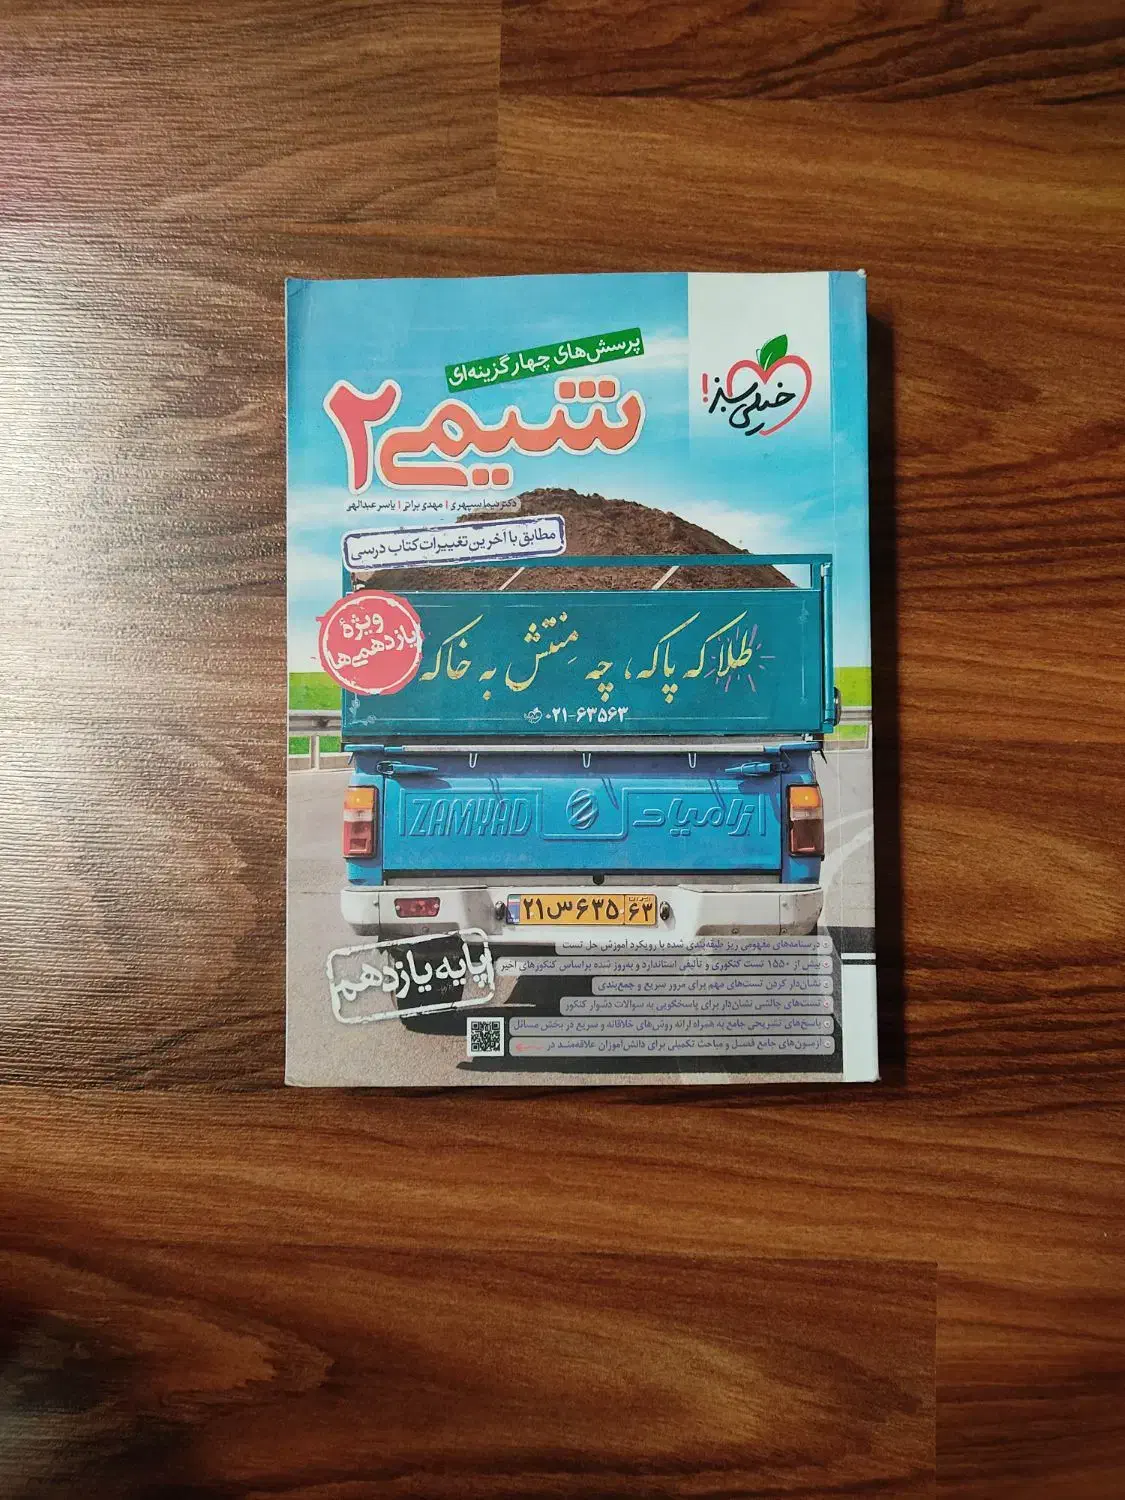 خیلی سبز!
پرسش‌های چهارگزینه‌ای
شیمی ۲
دکتر نیما سپهری | مهدی براتی | یاسر عبدالهی
مطابق با آخرین تغییرات کتاب درسی
ویژهٔ
یازدهمی‌ها
طلا که پاکه، چه منتش به خاکه
۰۲۱-۶۳۵۶۳
ZAMYAD زامیاد
۲۱ س ۶۳۵ ایران ۶۳
پایه یازدهم
درسنامه‌های مفهومی ریز طبقه‌بندی شده با رویکرد آموزش حل تست
بیش از ۱۵۵۰ تست کنکوری و تألیفی استاندارد و به‌روز شده براساس کنکورهای اخیر
نشان‌دار کردن تست‌های مهم برای مرور سریع و جمع‌بندی
تست‌های چالشی نشان‌دار برای پاسخگویی به سوالات دشوار کنکور
پاسخ‌های تشریحی جامع به همراه ارائه روش‌های خلاقانه و سریع در بخش مسائل
آزمون‌های جامع فصل و مباحث تکمیلی برای دانش‌آموزان علاقه‌مند در